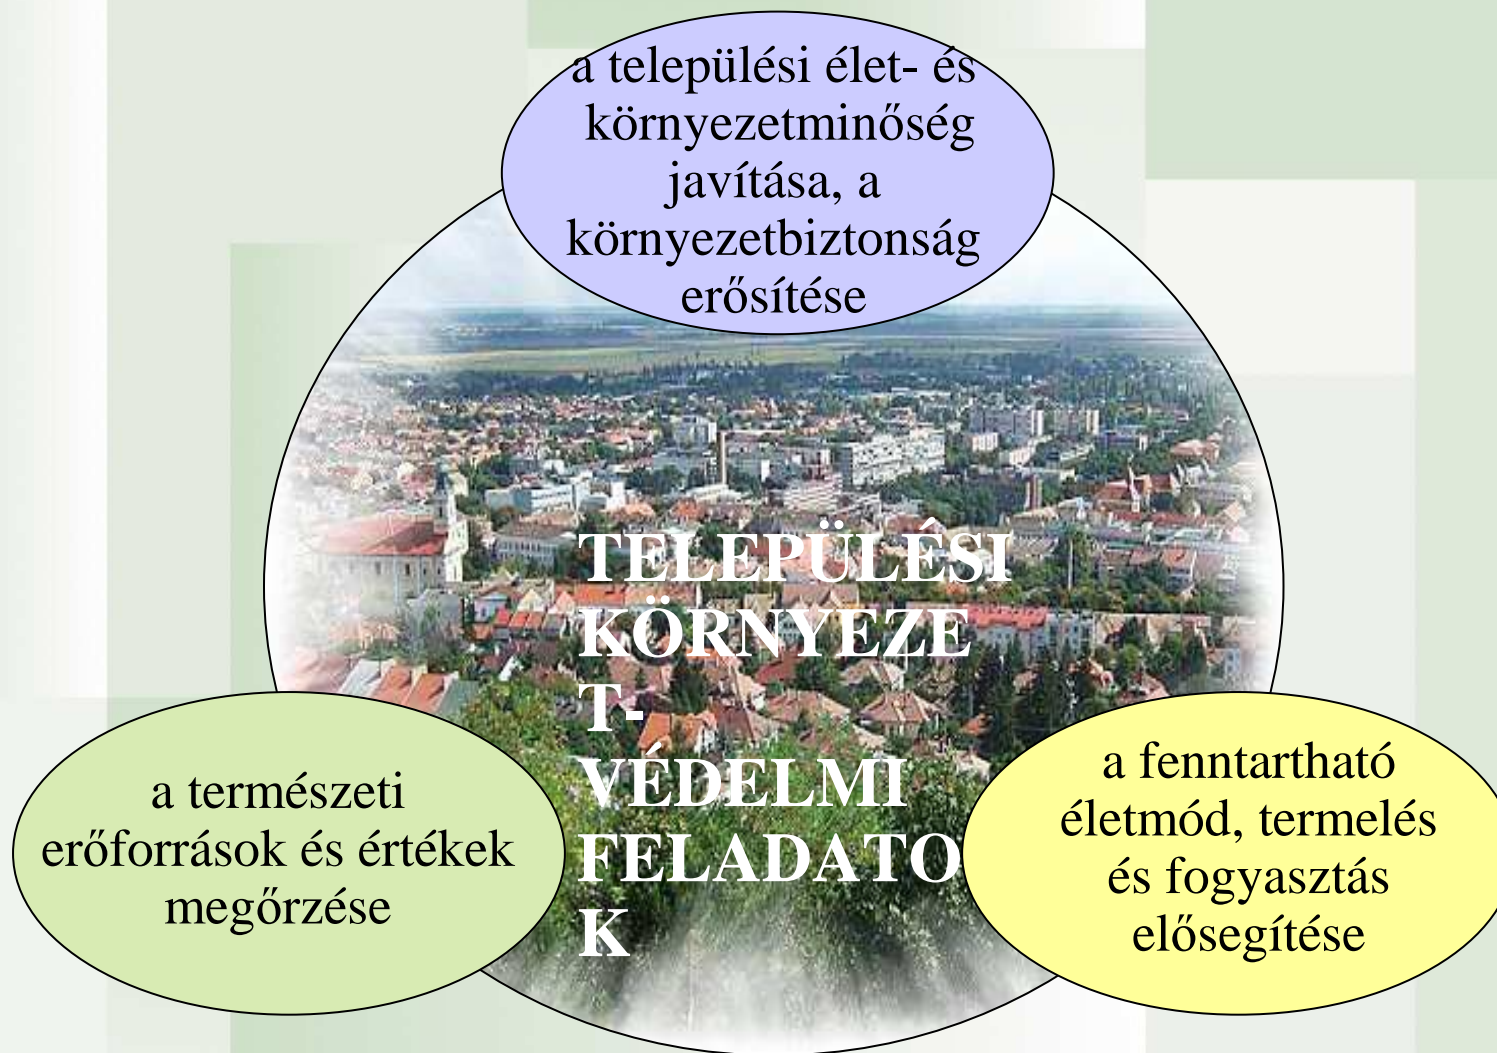 a települési élet- és
környezetminőség
javítása, a
környezetbiztonság
erősítése
TELEPÜLÉSI
KÖRNYEZE
T-
VÉDELMI
FELADATO
K
a természeti
erőforrások és értékek
megőrzése
a fenntartható
életmód, termelés
és fogyasztás
elősegítése